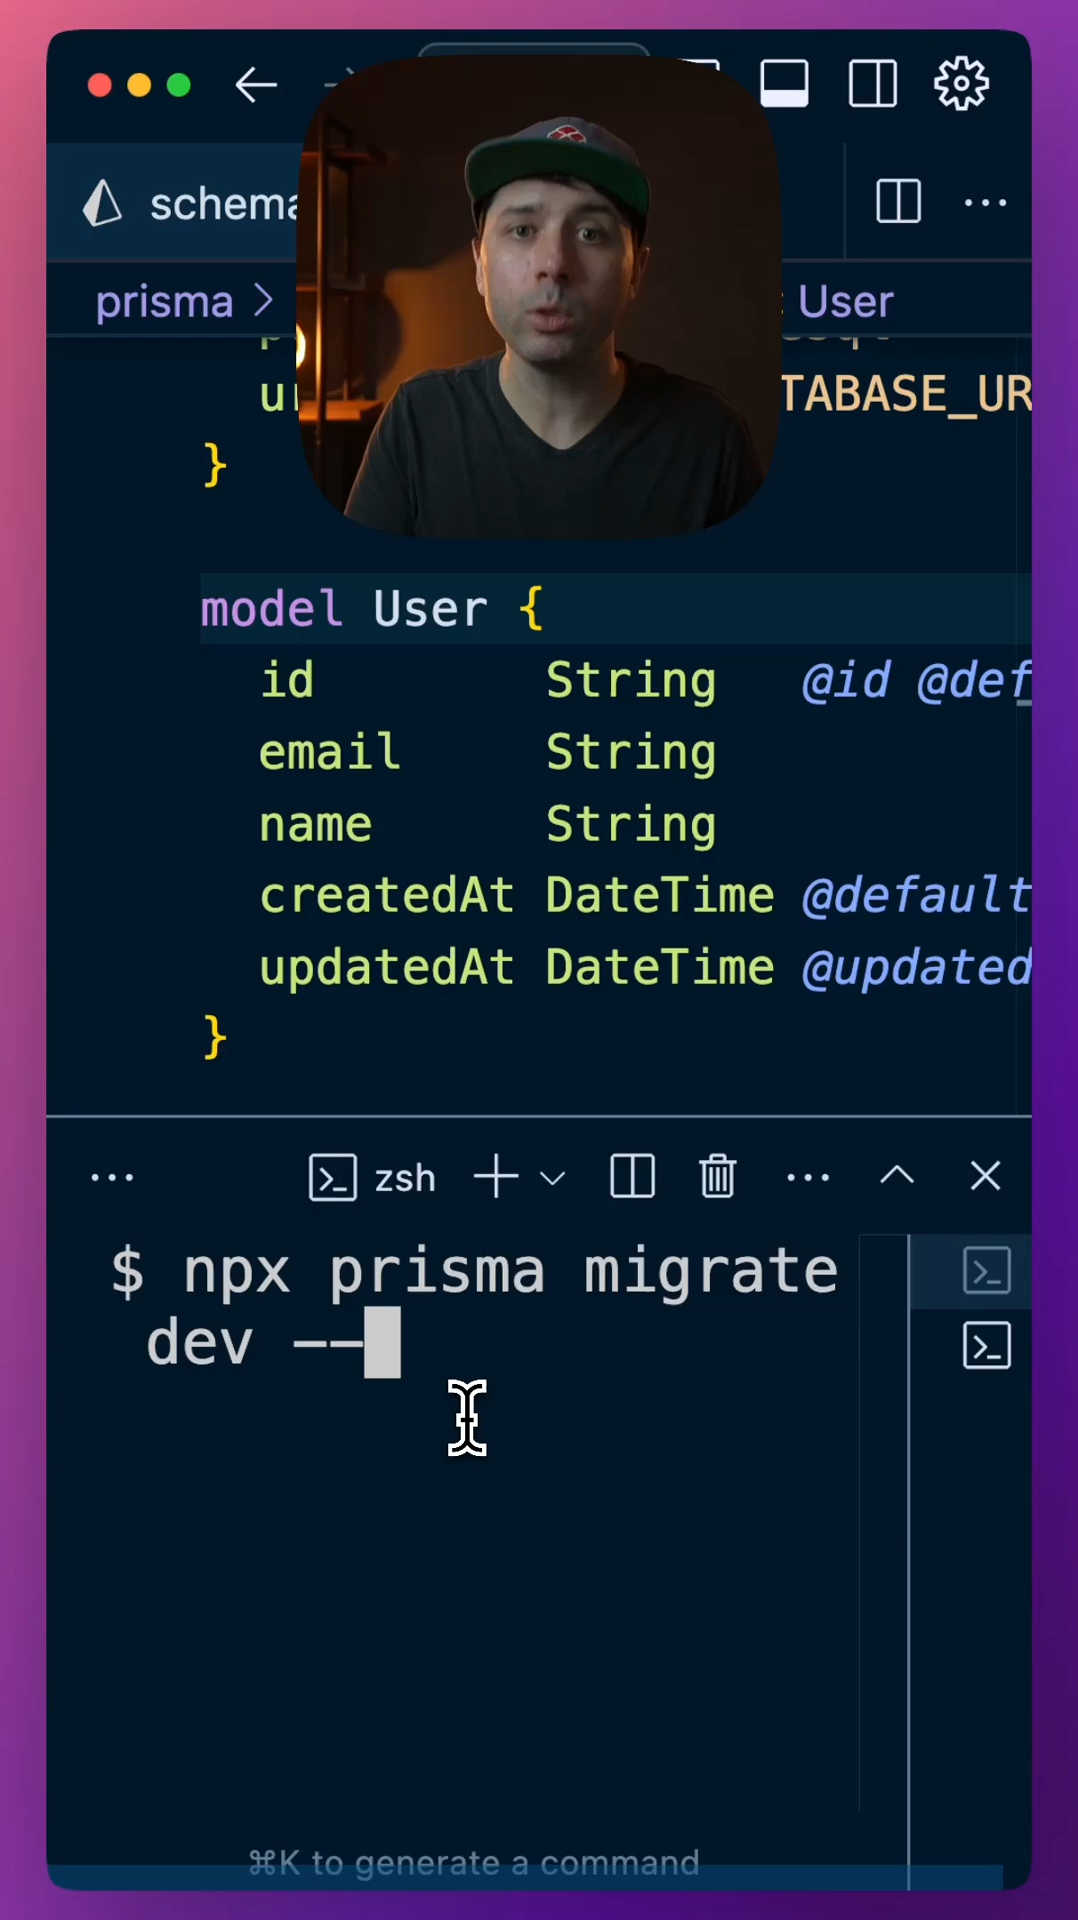 schema
prisma > User
TABASE_UR
}
model User {
id String @id @def
email String
name String
createdAt DateTime @default
updatedAt DateTime @updated
}
zsh
$ npx prisma migrate
dev --
⌘K to generate a command